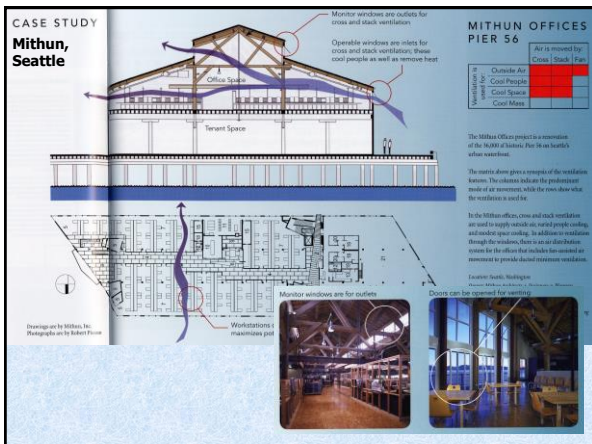 CASE STUDY
Mithun,
Seattle
Monitor windows are outlets for
cross and stack ventilation
Operable windows are inlets for
cross and stack ventilation; these
cool people as well as remove heat
Office Space
Tenant Space
MITHUN OFFICES
PIER 56
Air is moved by:
Cross Stack Fan
Ventilation is
used for:
Outside Air
Cool People
Cool Space
Cool Mass
The Mithun Offices project is a renovation
of the 36,000 sf historic Pier 56 on Seattle's
urban waterfront.
The matrix above gives a synopsis of the ventilation
features. The columns indicate the predominant
mode of air movement, while the rows show what
the ventilation is used for.
In the Mithun offices, cross and stack ventilation
are used to supply outside air, varied people cooling,
and modest space cooling. In addition to ventilation
through the windows, there is an air distribution
system for the offices that includes fan-assisted air
movement to provide ducted minimum ventilation.
Location: Seattle, Washington
Workstations
maximizes
Drawings are by Mithun, Inc.
Photographs are by Robert
Monitor windows are for outlets
Doors can be opened for venting